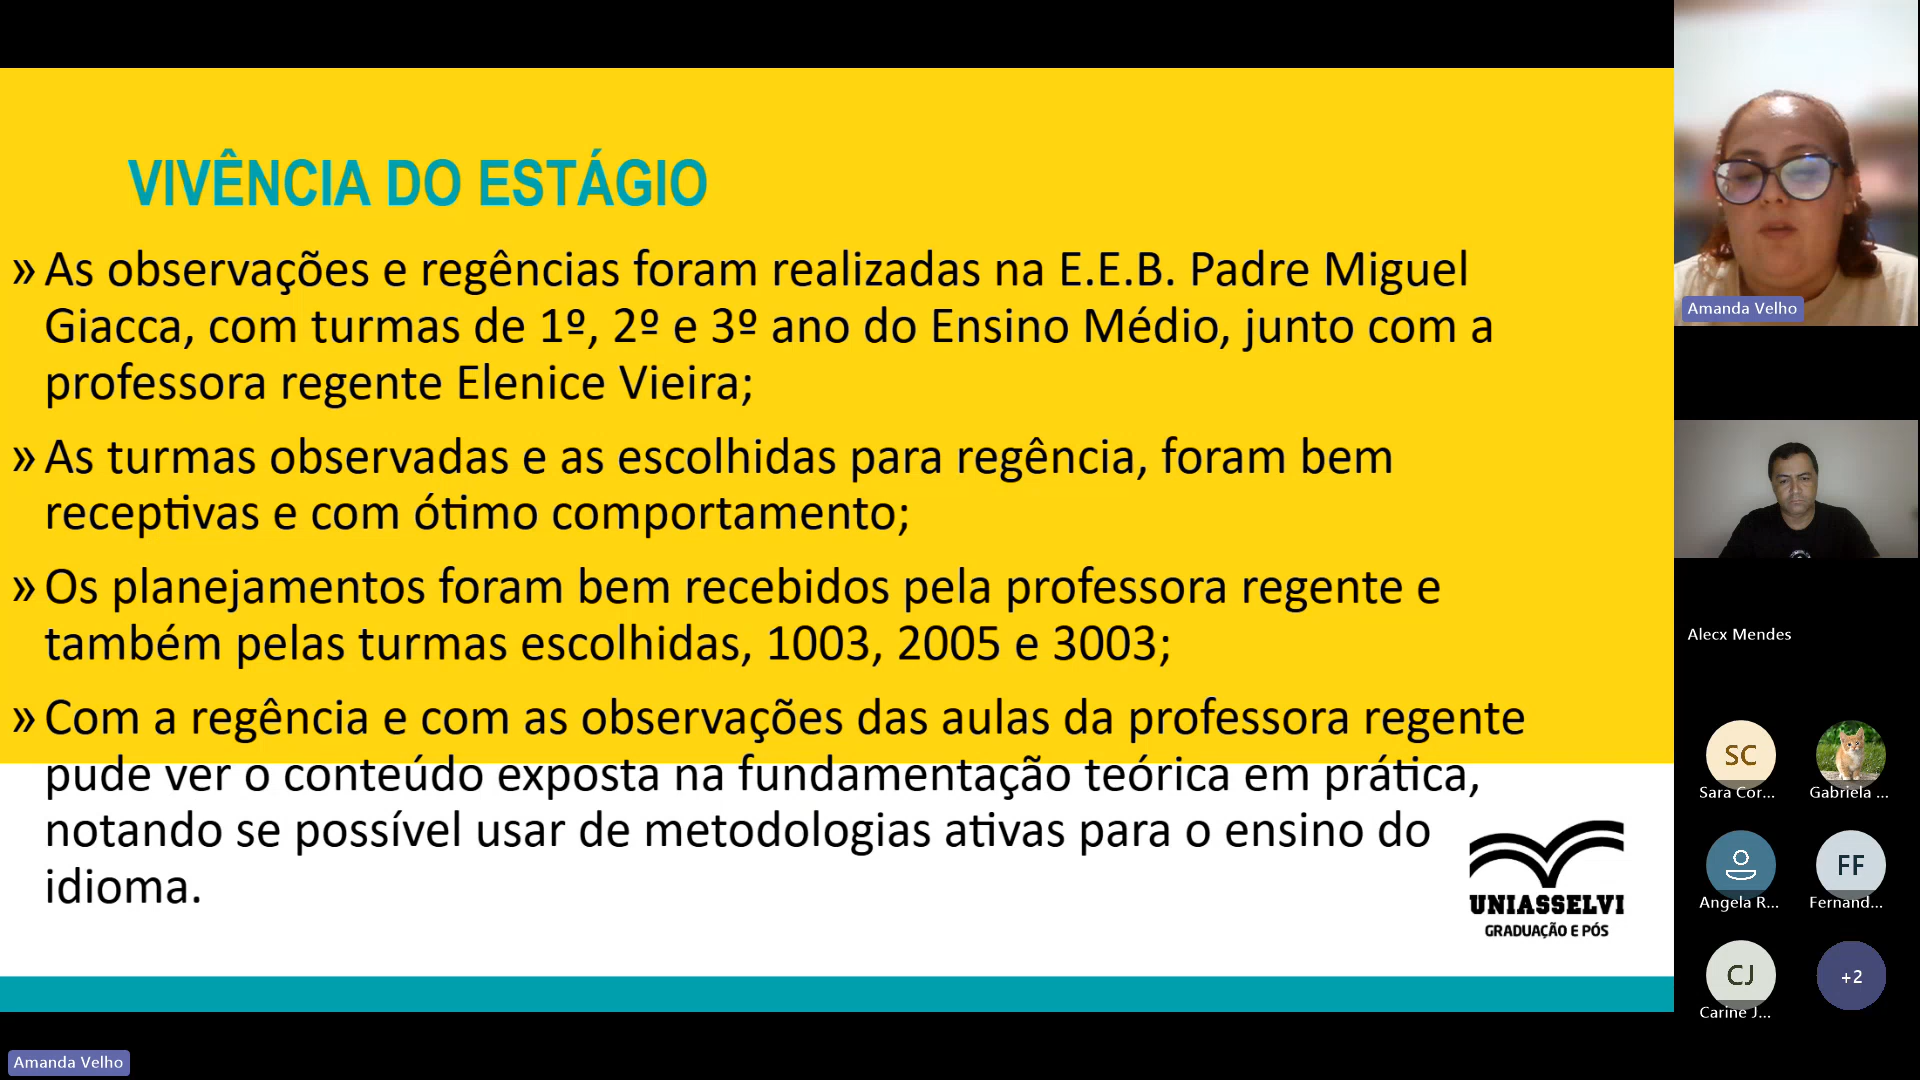 VIVÊNCIA DO ESTÁGIO
» As observações e regências foram realizadas na E.E.B. Padre Miguel
Giacca, com turmas de 1º, 2º e 3º ano do Ensino Médio, junto com a
professora regente Elenice Vieira;
» As turmas observadas e as escolhidas para regência, foram bem
receptivas e com ótimo comportamento;
» Os planejamentos foram bem recebidos pela professora regente e
também pelas turmas escolhidas, 1003, 2005 e 3003;
» Com a regência e com as observações das aulas da professora regente
pude ver o conteúdo exposta na fundamentação teórica em prática,
notando se possível usar de metodologias ativas para o ensino do
idioma.
UNIASSELVI
GRADUAÇÃO E PÓS
Amanda Velho
Amanda Velho
Alecx Mendes
SC
Sara Cor...
Gabriela ...
Angela R...
FF
Fernand...
CJ
Carine J...
+2